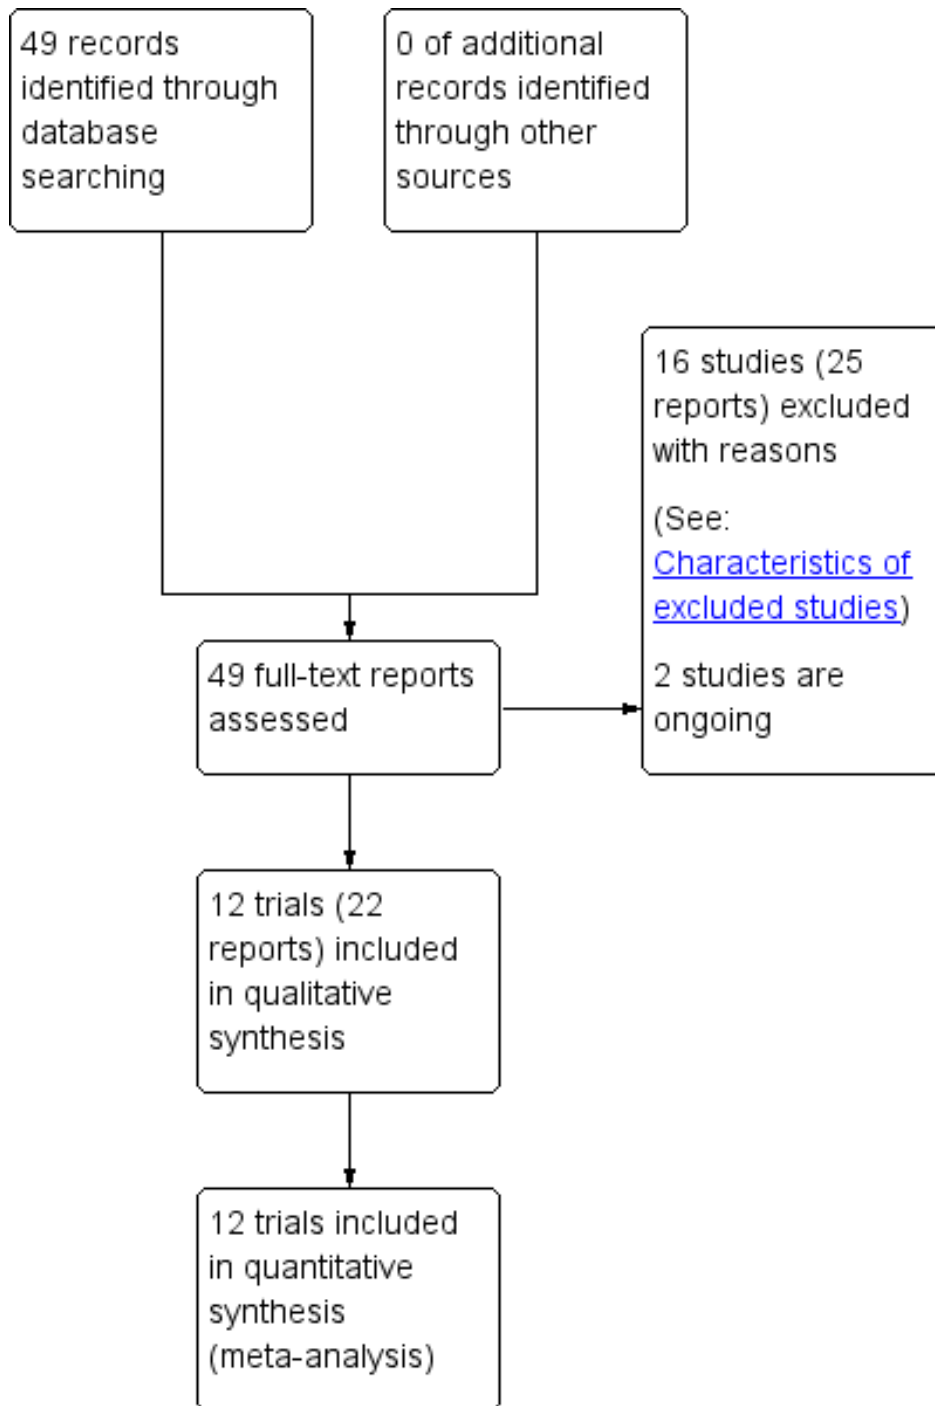 49 records
identified through
database
searching
0 of additional
records identified
through other
sources
16 studies (25
reports) excluded
with reasons
(See:
Characteristics of
excluded studies)
2 studies are
ongoing
49 full-text reports
assessed
12 trials (22
reports) included
in qualitative
synthesis
12 trials included
in quantitative
synthesis
(meta-analysis)